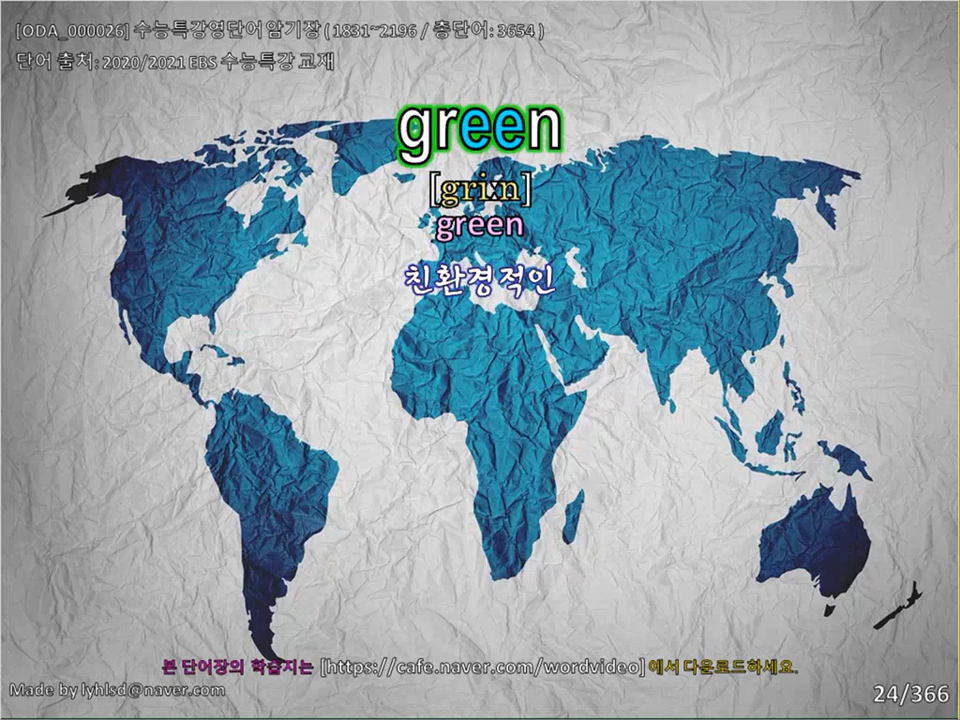 [ODA_000026] 수능특강영단어 암기장 ( 1831~2196 / 총단어: 3654 )
단어 출처: 2020/2021 EBS 수능특강 교재
green
[gri:n]
green
친환경적인
본 단어장의 학습지는 [https://cafe.naver.com/wordvideo] 에서 다운로드하세요.
Made by lyhlsd@naver.com
24/366